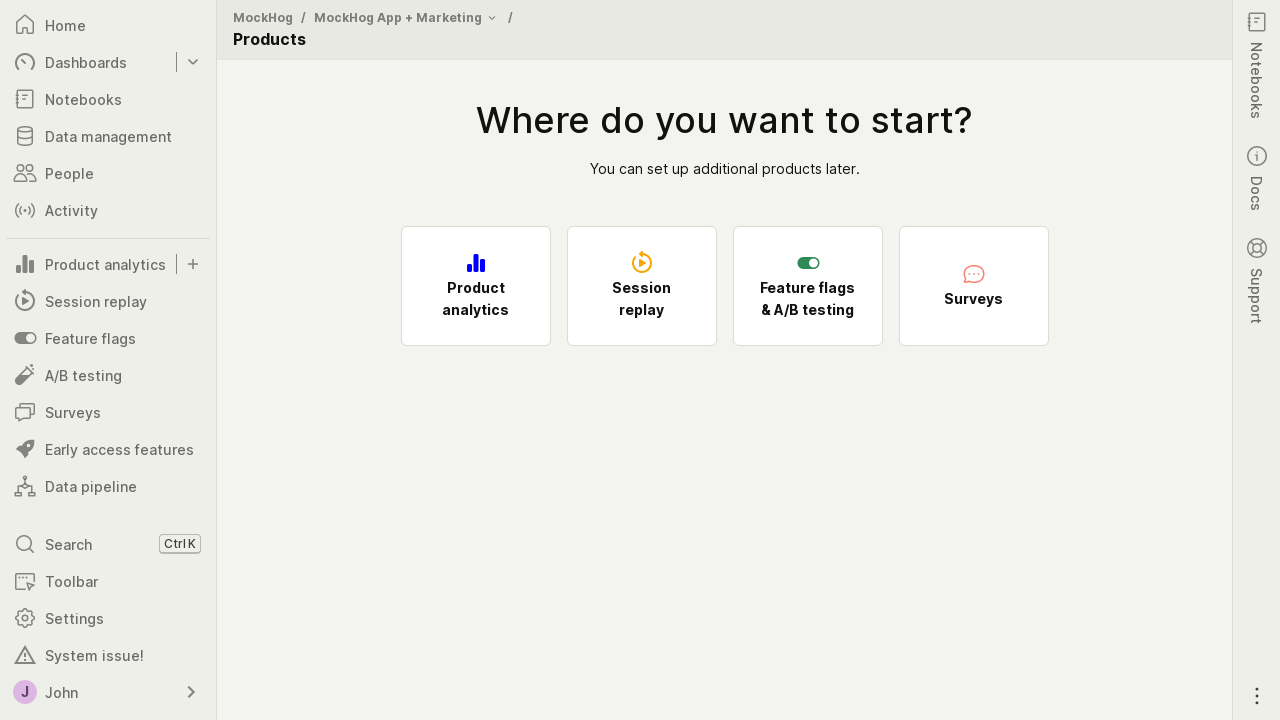 Home
Dashboards
Notebooks
Data management
People
Activity
Product analytics
Session replay
Feature flags
A/B testing
Surveys
Early access features
Data pipeline
Search Ctrl K
Toolbar
Settings
System issue!
J John
MockHog / MockHog App + Marketing /
Products
Where do you want to start?
You can set up additional products later.
Product
analytics
Session
replay
Feature flags
& A/B testing
Surveys
Notebooks
Docs
Support